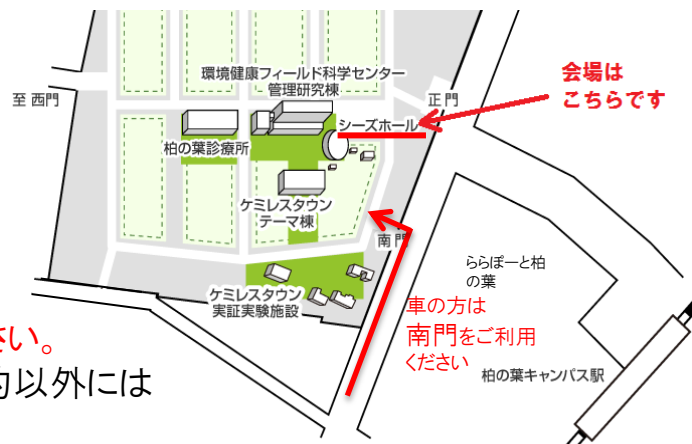 環境健康フィールド科学センター
管理研究棟
会場は
こちらです
至 西門
正門
シーズホール
柏の葉診療所
ケミレスタウン
テーマ棟
南門
ららぽーと柏
の葉
ケミレスタウン
実証実験施設
車の方は
南門をご利用
ください
さい。
以外には
柏の葉キャンパス駅